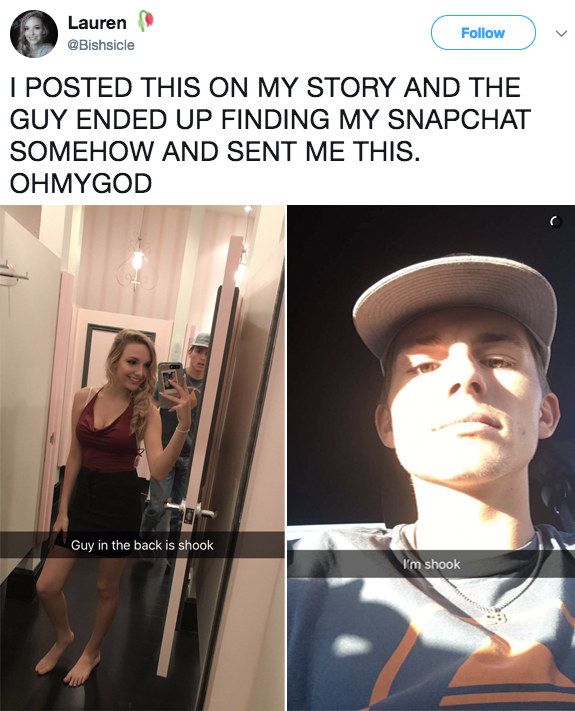 Lauren
@Bishsicle
Follow
I POSTED THIS ON MY STORY AND THE
GUY ENDED UP FINDING MY SNAPCHAT
SOMEHOW AND SENT ME THIS.
OHMYGOD
Guy in the back is shook
I'm shook